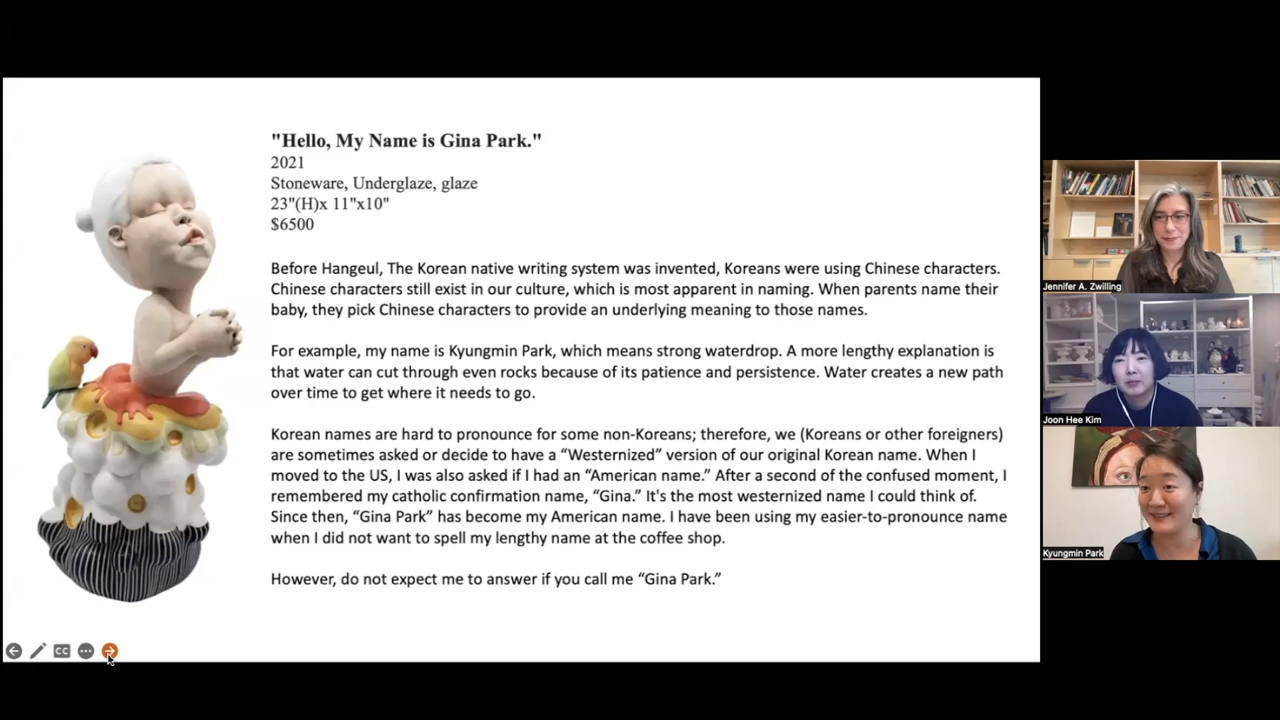 "Hello, My Name is Gina Park."
2021
Stoneware, Underglaze, glaze
23"(H)x 11"x10"
$6500
Before Hangeul, The Korean native writing system was invented, Koreans were using Chinese characters.
Chinese characters still exist in our culture, which is most apparent in naming. When parents name their
baby, they pick Chinese characters to provide an underlying meaning to those names.
For example, my name is Kyungmin Park, which means strong waterdrop. A more lengthy explanation is
that water can cut through even rocks because of its patience and persistence. Water creates a new path
over time to get where it needs to go.
Korean names are hard to pronounce for some non-Koreans; therefore, we (Koreans or other foreigners)
are sometimes asked or decide to have a “Westernized” version of our original Korean name. When I
moved to the US, I was also asked if I had an “American name.” After a second of the confused moment, I
remembered my catholic confirmation name, “Gina.” It's the most westernized name I could think of.
Since then, “Gina Park” has become my American name. I have been using my easier-to-pronounce name
when I did not want to spell my lengthy name at the coffee shop.
However, do not expect me to answer if you call me “Gina Park.”
CC
Jennifer A. Zwilling
Joon Hee Kim
Kyungmin Park